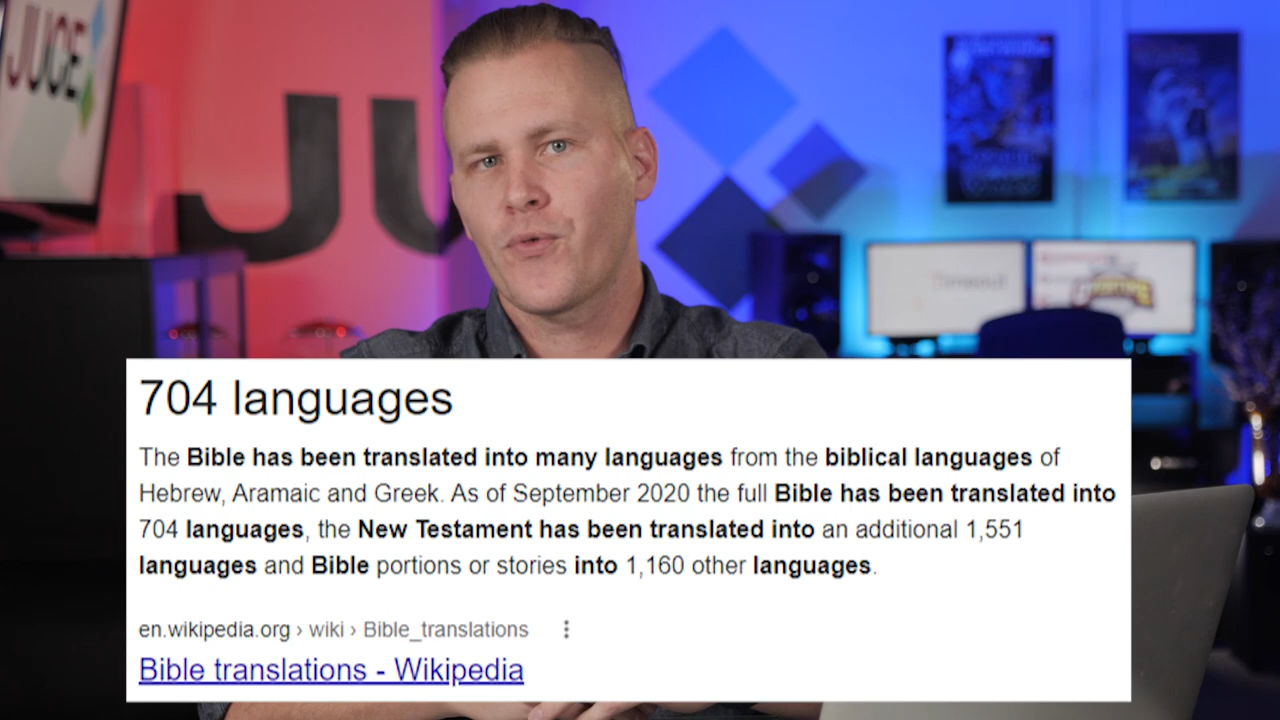 JUCE
JU
Timeout
704 languages
The Bible has been translated into many languages from the biblical languages of
Hebrew, Aramaic and Greek. As of September 2020 the full Bible has been translated into
704 languages, the New Testament has been translated into an additional 1,551
languages and Bible portions or stories into 1,160 other languages.
en.wikipedia.org › wiki › Bible_translations
Bible translations - Wikipedia